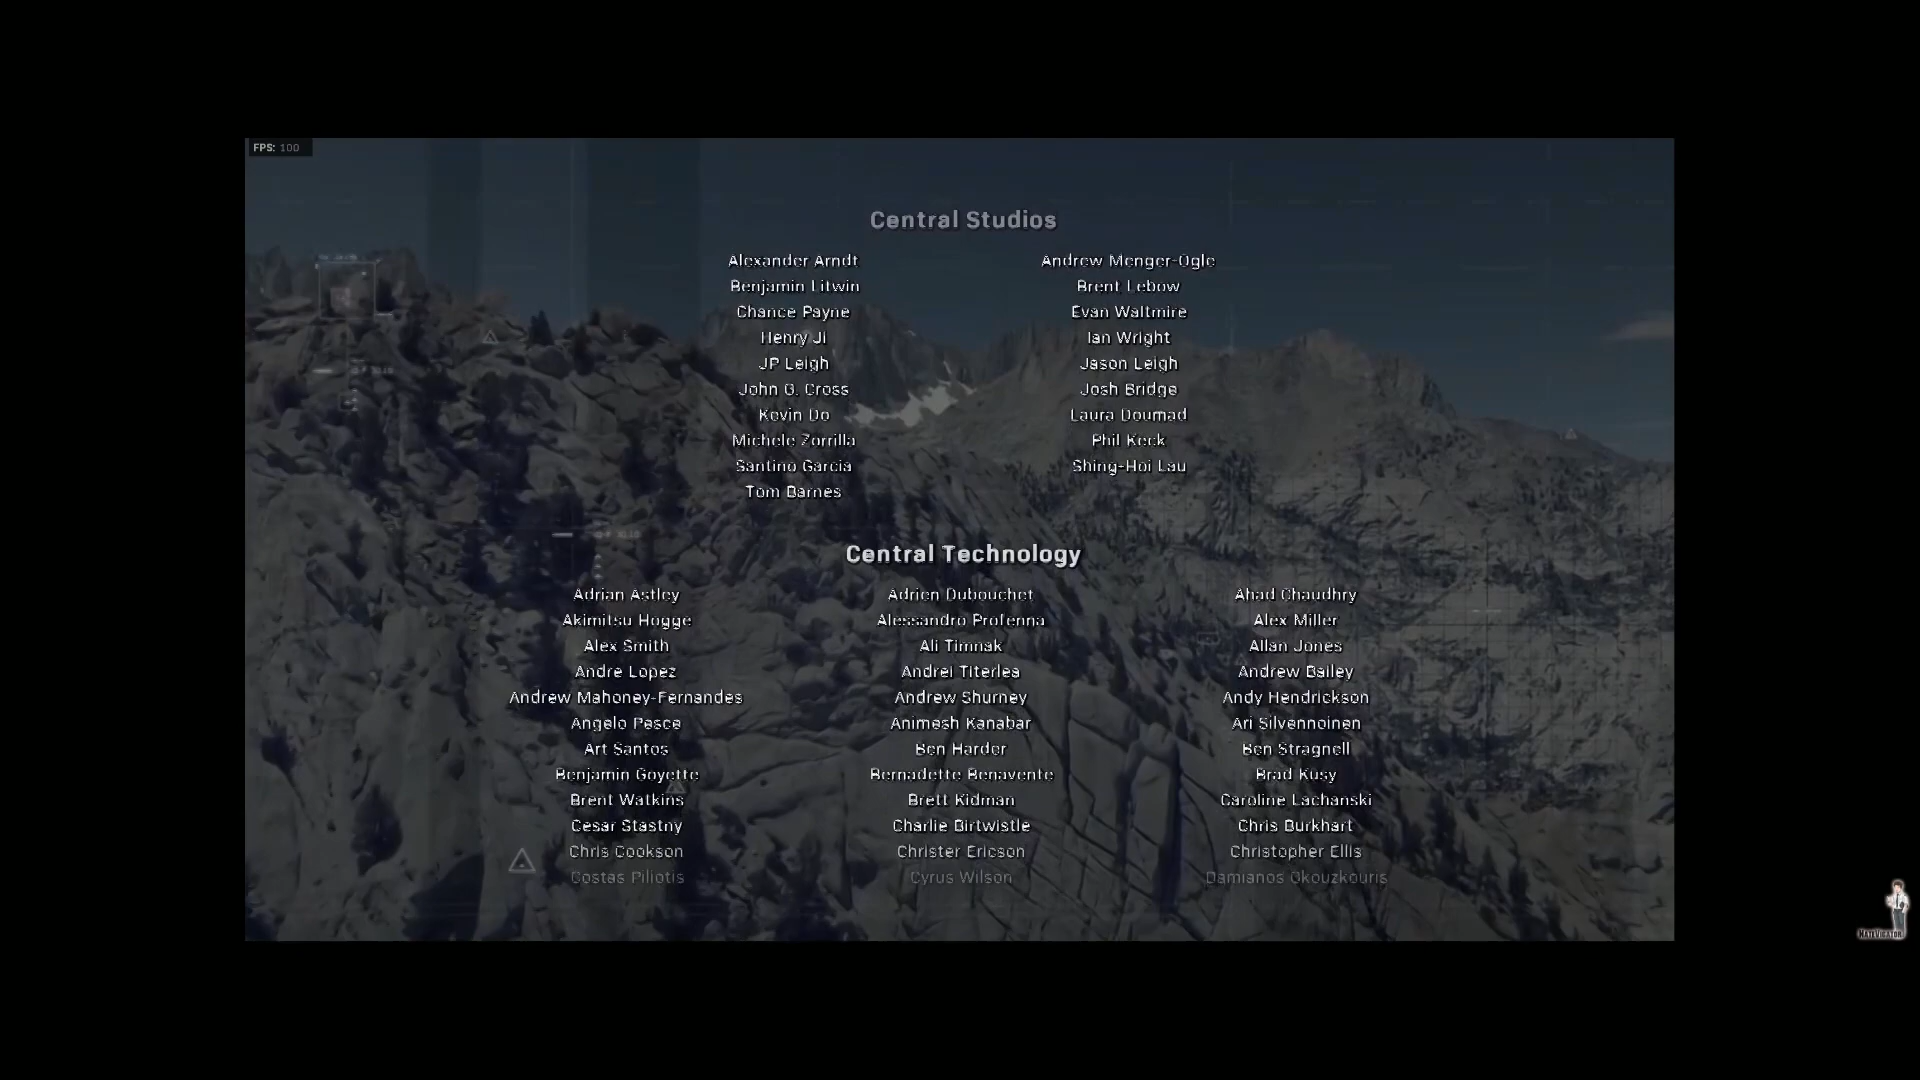 FPS: 100
Central Studios
Alexander Arndt Andrew Menger-Ogle
Benjamin Litwin Brent Lebow
Chance Payne Evan Waltmire
Henry Ji Ian Wright
JP Leigh Jason Leigh
John G. Cross Josh Bridge
Kevin Do Laura Doumad
Michele Zorrilla Phil Keck
Santino Garcia Shing-Hoi Lau
Tom Barnes
Central Technology
Adrian Astley Adrien Dubouchet Ahad Chaudhry
Akimitsu Hogge Alessandro Profenna Alex Miller
Alex Smith Ali Timnak Allan Jones
Andre Lopez Andrei Titerlea Andrew Bailey
Andrew Mahoney-Fernandes Andrew Shurney Andy Hendrickson
Angelo Pesce Animesh Kanabar Ari Silvennoinen
Art Santos Ben Harder Ben Stragnell
Benjamin Goyette Bernadette Benavente Brad Kusy
Brent Watkins Brett Kidman Caroline Lachanski
Cesar Stastny Charlie Birtwistle Chris Burkhart
Chris Cookson Christer Ericson Christopher Ellis
Costas Piliotis Cyrus Wilson Damianos Gkouzkouris